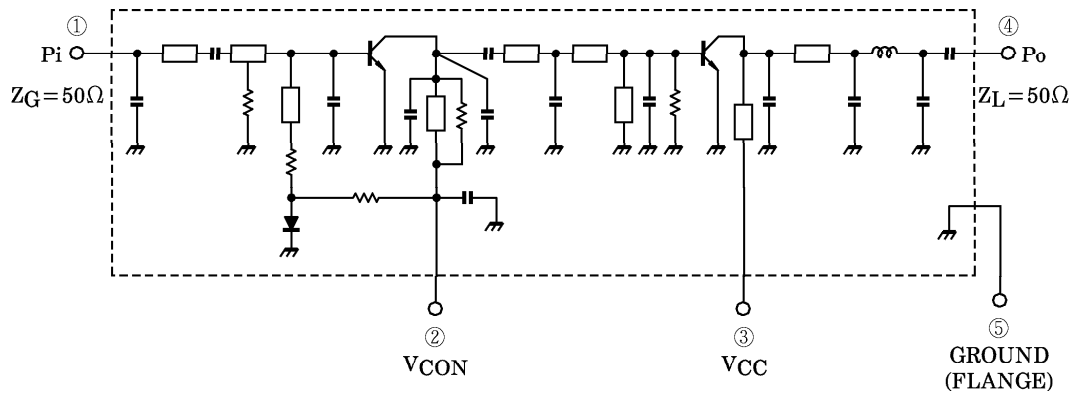 ①
④
Pi
Po
ZG=50Ω
ZL=50Ω
②
VCON
③
VCC
⑤
GROUND
(FLANGE)